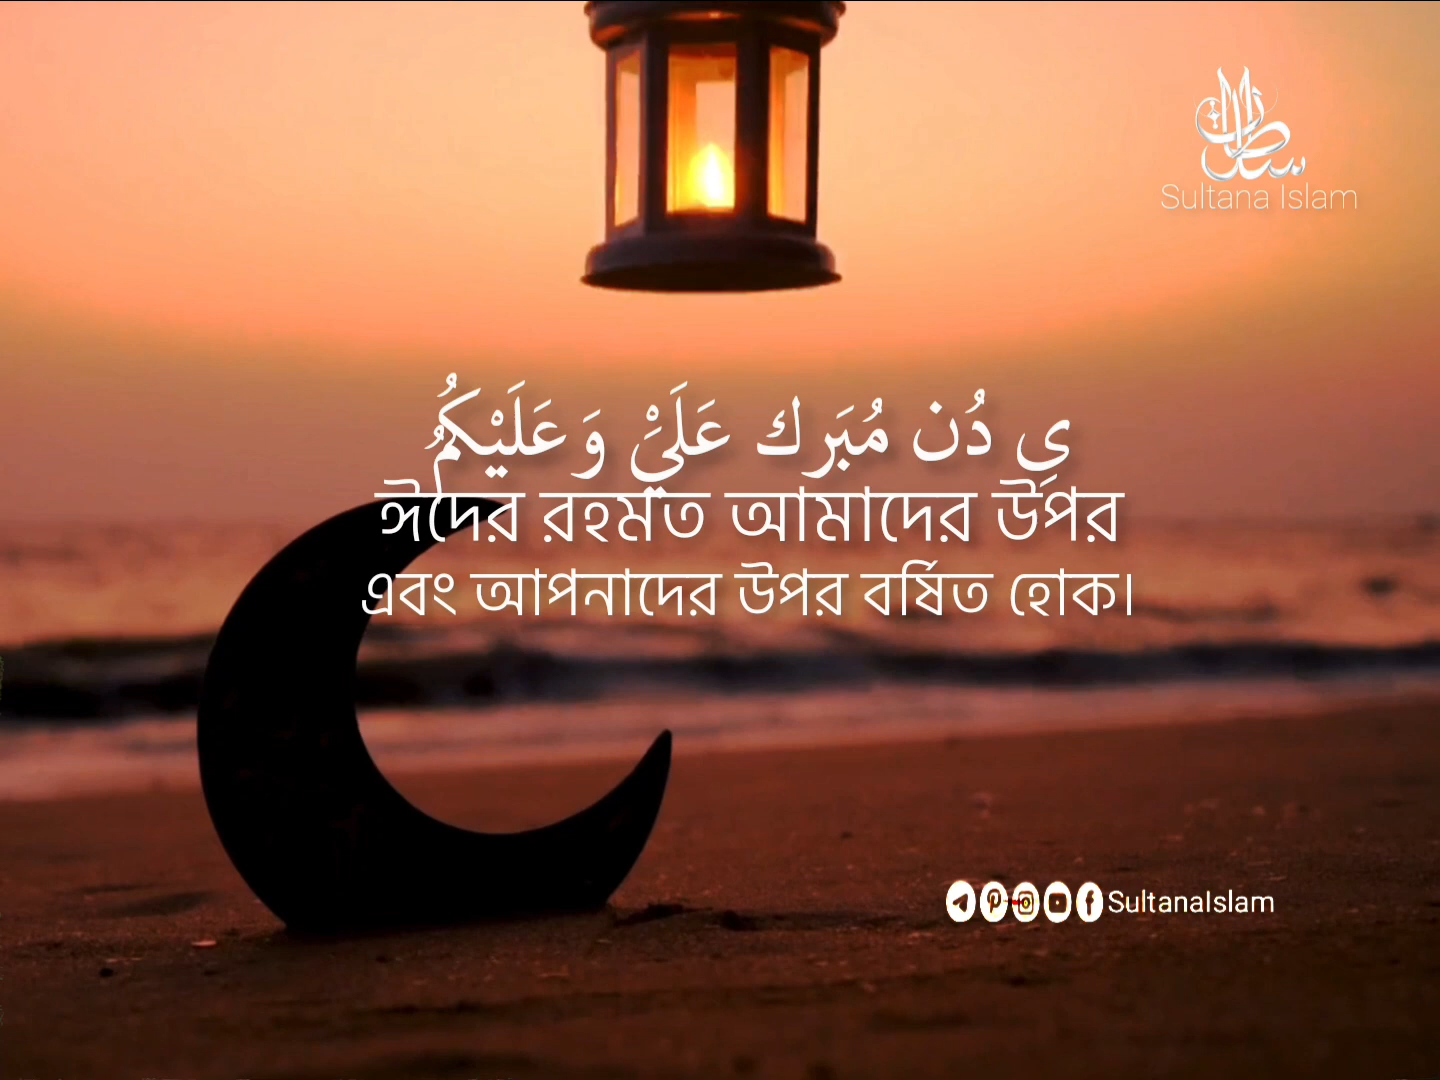 Sultana Islam
يِ دُن مُبَرك عَلَيَّ وَعَلَيْكُمُ
ঈদের রহমত আমাদের উপর
এবং আপনাদের উপর বর্ষিত হোক।
SultanaIslam